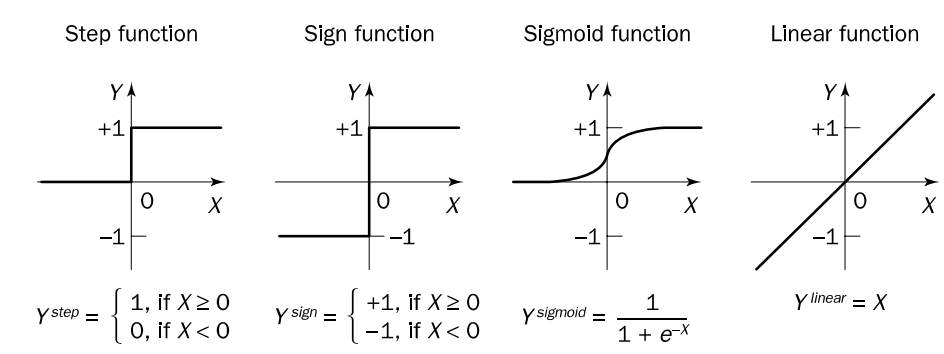 Step function
Sign function
Sigmoid function
Linear function
Y
+1
0
X
−1
Y
+1
0
X
−1
Y
+1
0
X
−1
Y
+1
0
X
−1
Y step = { 1, if X ≥ 0
0, if X < 0
Y sign = { +1, if X ≥ 0
−1, if X < 0
Y sigmoid = 1
1 + e^−X
Y linear = X